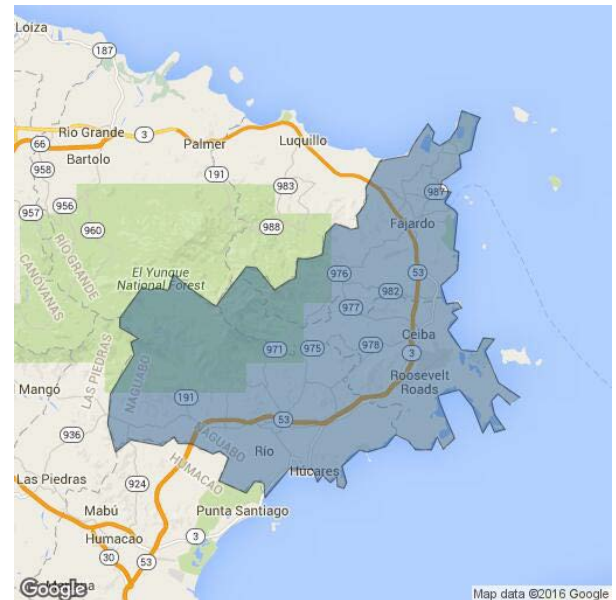 Loiza
187
Rio Grande
3
Palmer
Luquillo
66
Bartolo
958
191
983
987
957
956
960
988
Fajardo
CANÓVANAS
RÍO GRANDE
El Yunque
National Forest
976
53
982
977
Ceiba
971
975
978
3
Roosevelt
Roads
LAS PIEDRAS
NAGUABO
Mangó
191
53
936
NAGUABO
Río
HUMACAO
Húcares
Las Piedras
924
Mabú
Punta Santiago
Humacao
3
30
53
Google
Map data ©2016 Google